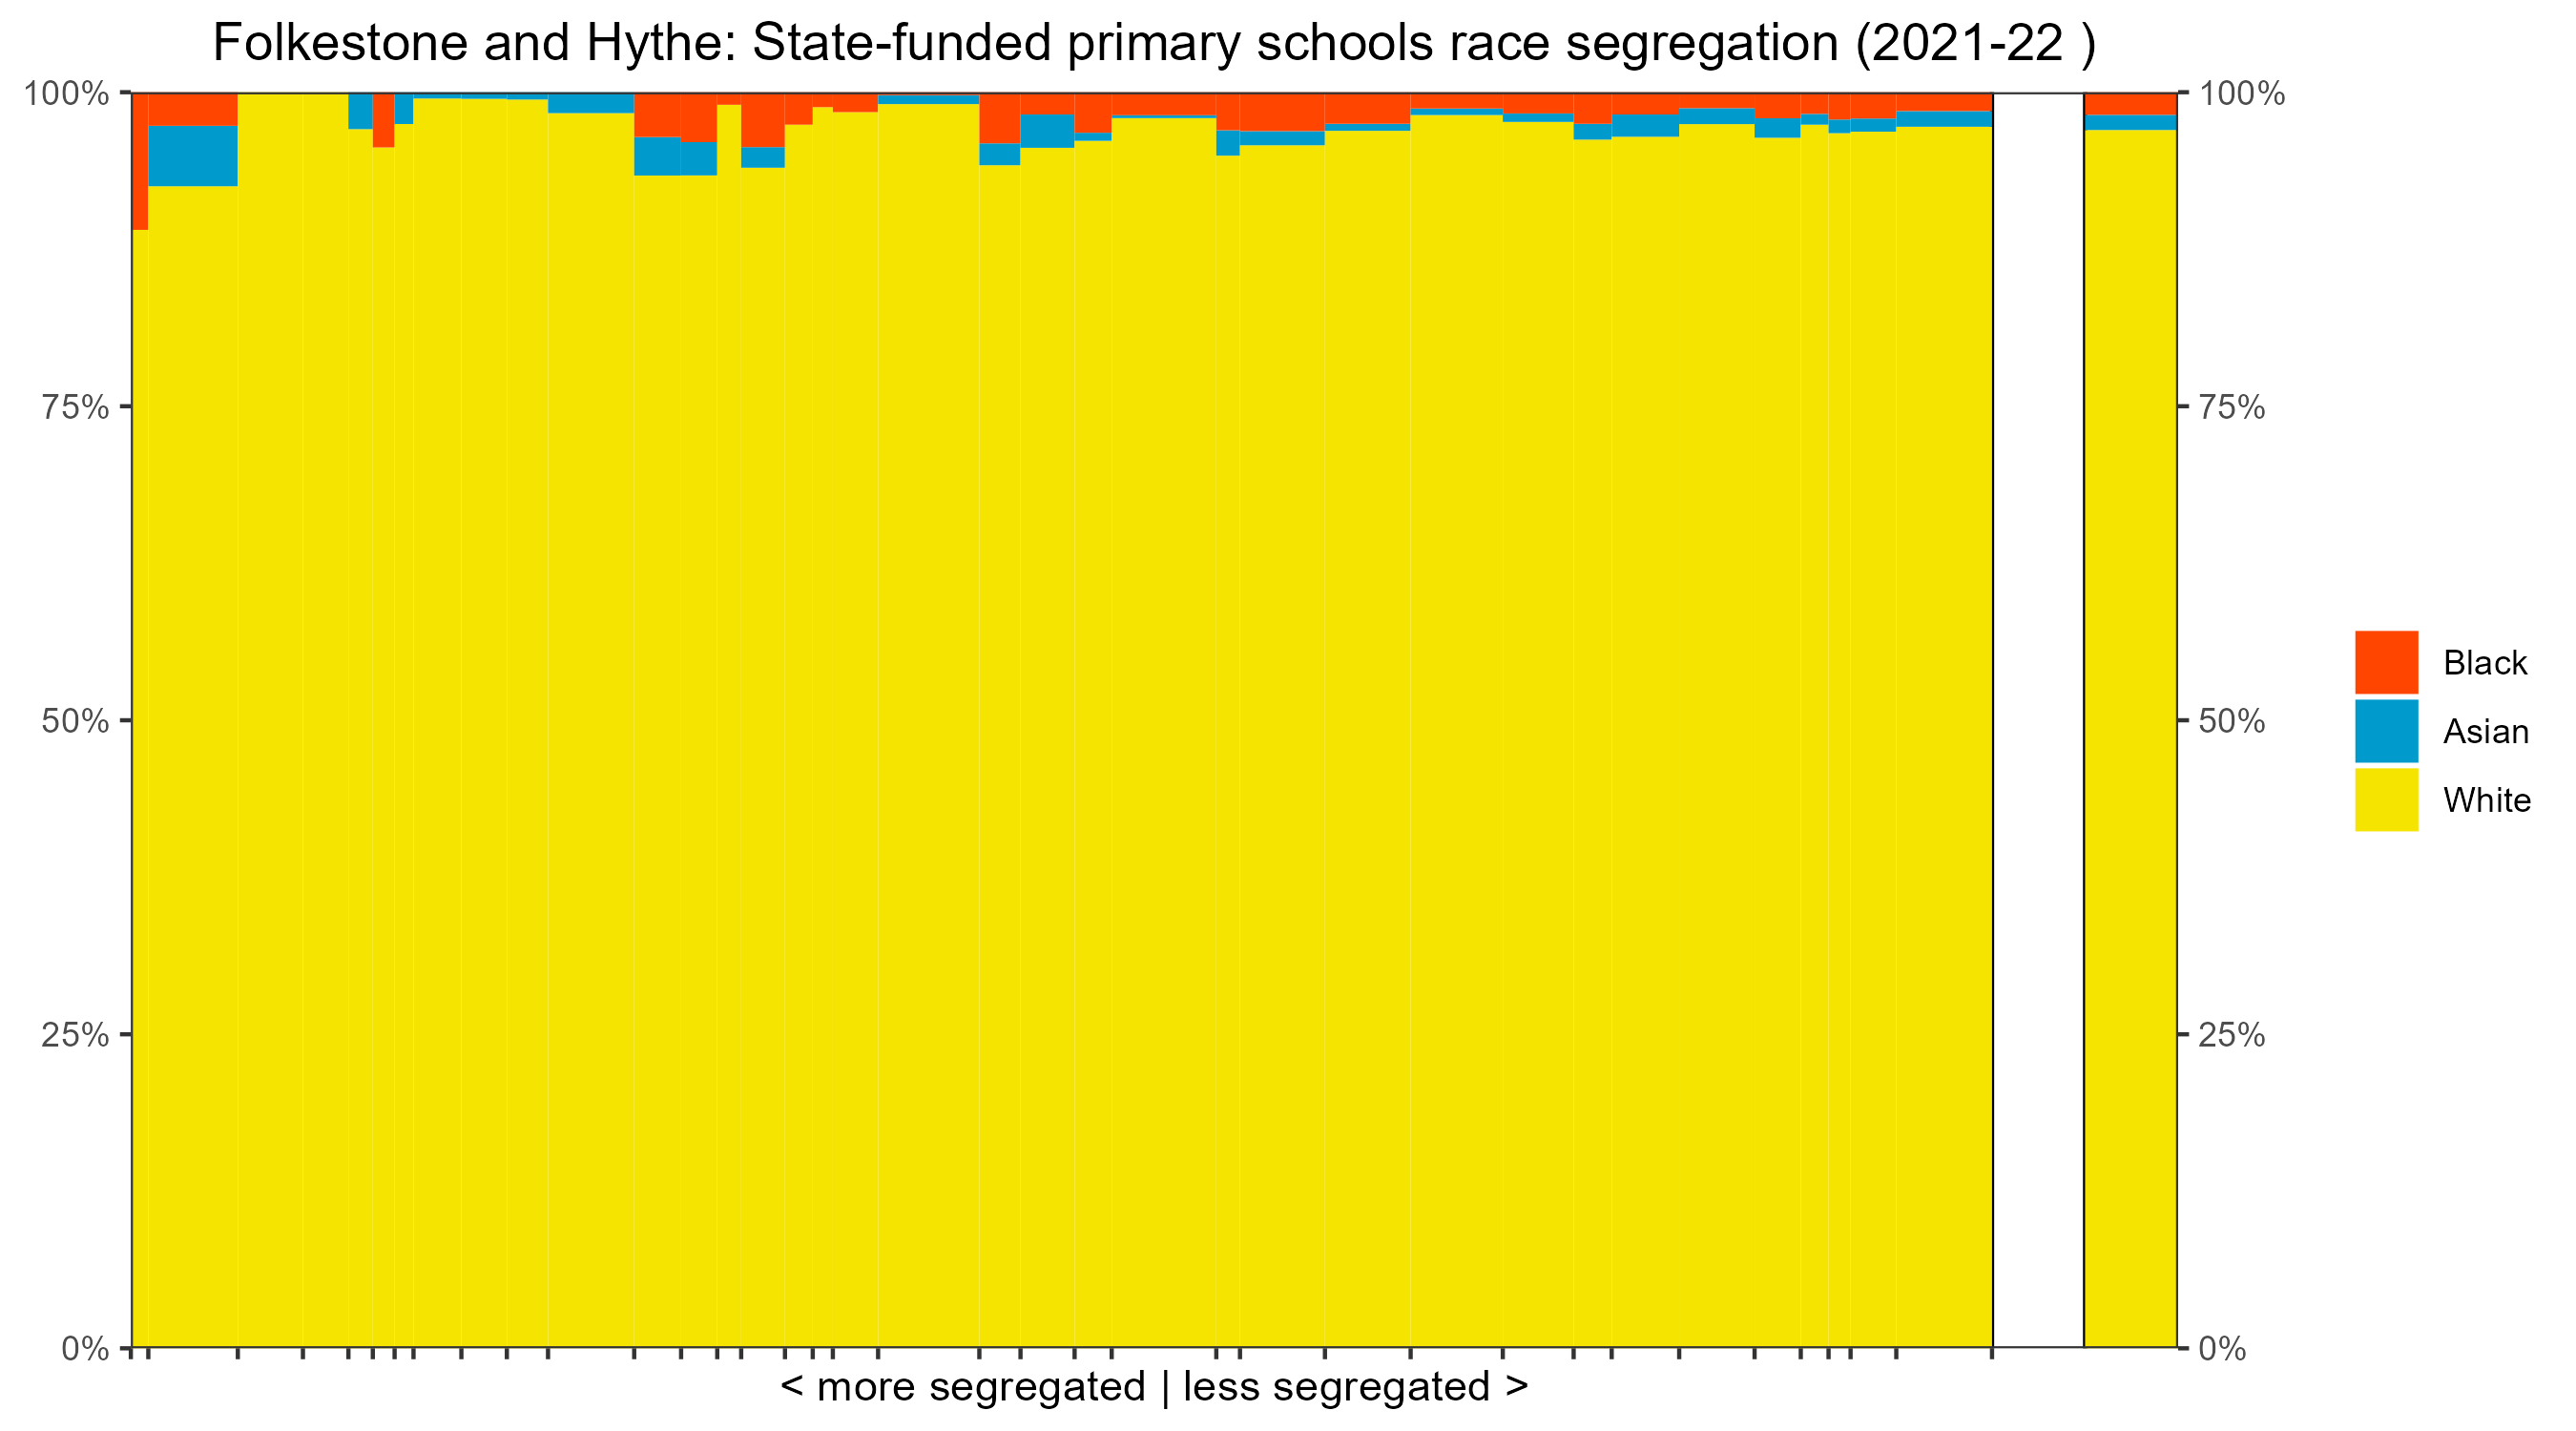 Folkestone and Hythe: State-funded primary schools race segregation (2021-22 )
100%
100%
75%
75%
50%
50%
25%
25%
0%
0%
Black
Asian
White
< more segregated | less segregated >